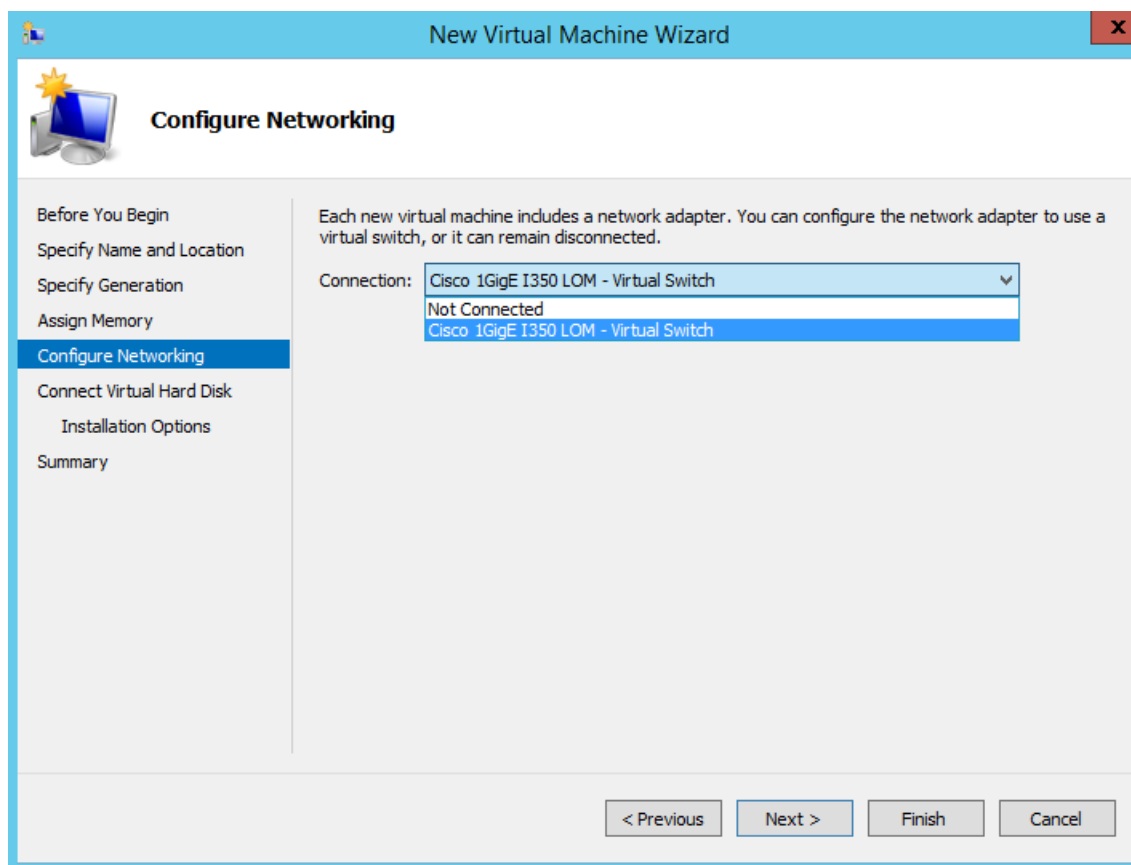 New Virtual Machine Wizard
x
Configure Networking
Before You Begin
Specify Name and Location
Specify Generation
Assign Memory
Configure Networking
Connect Virtual Hard Disk
Installation Options
Summary
Each new virtual machine includes a network adapter. You can configure the network adapter to use a
virtual switch, or it can remain disconnected.
Connection: Cisco 1GigE I350 LOM - Virtual Switch
Not Connected
Cisco 1GigE I350 LOM - Virtual Switch
< Previous Next > Finish Cancel